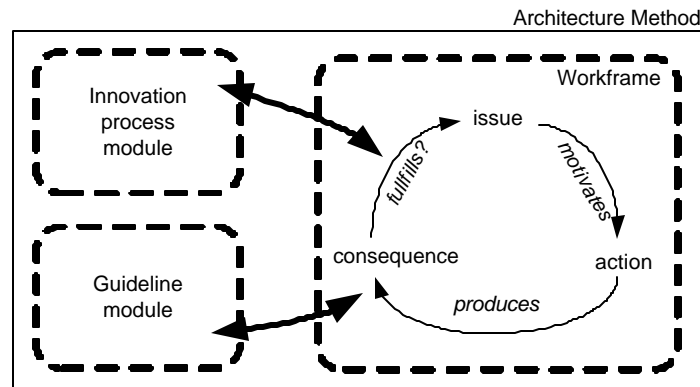 Architecture Method
Workframe
Innovation
process
module
issue
fullfills?
motivates
consequence
action
produces
Guideline
module